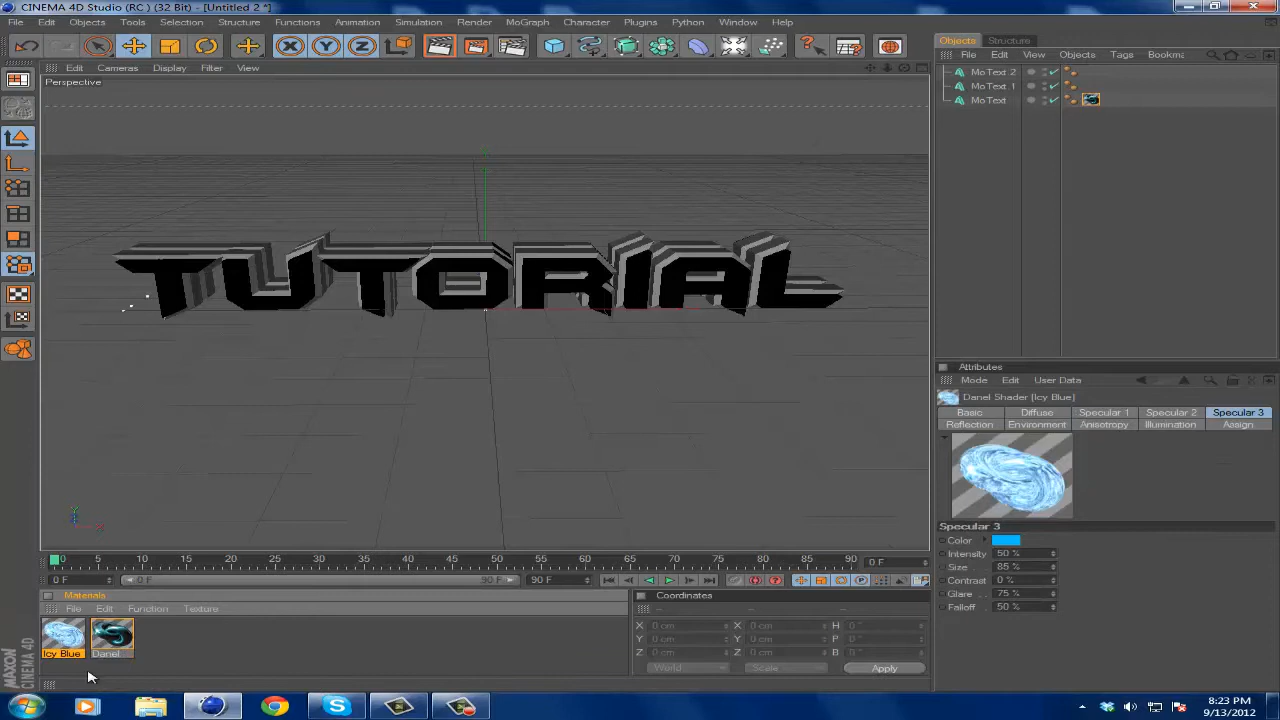 CINEMA 4D Studio (RC) (32 Bit) - [Untitled 2 *]
File Edit Objects Tools Selection Structure Functions Animation Simulation Render MoGraph Character Plugins Python Window Help
X Y Z
Objects Structure
File Edit View Objects Tags Bookma
Edit Cameras Display Filter View
Perspective
MoText.2
MoText.1
MoText
TUTORIAL
Attributes
Mode Edit User Data
Danel Shader [Icy Blue]
Basic Diffuse Specular 1 Specular 2 Specular 3
Reflection Environment Anisotropy Illumination Assign
Specular 3
Color
Intensity 50 %
Size 85 %
Contrast 0 %
Glare 75 %
Falloff 50 %
0 5 10 15 20 25 30 35 40 45 50 55 60 65 70 75 80 85 90 0 F
0 F 0 F 90 F 90 F
Materials
File Edit Function Texture
Icy Blue Danel
Coordinates
X 0 cm X 0 cm H 0 °
Y 0 cm Y 0 cm P 0 °
Z 0 cm Z 0 cm B 0 °
World Scale Apply
MAXON
CINEMA 4D
8:23 PM
9/13/2012